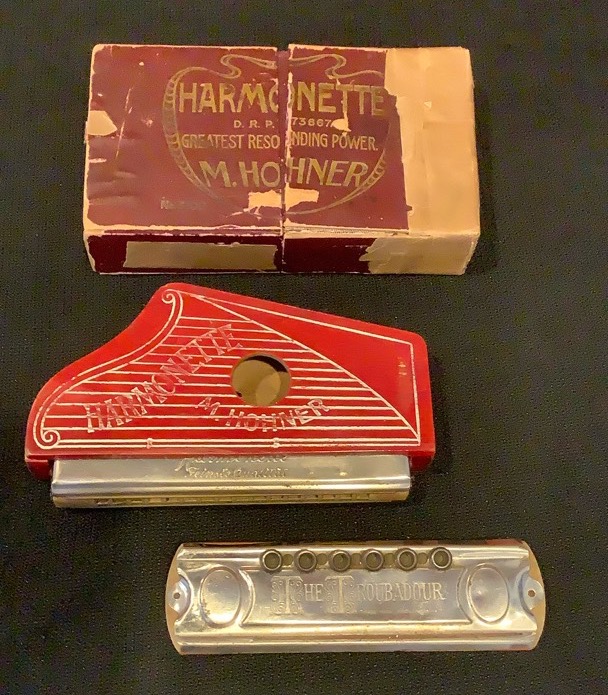 HARMONETTE
D. R. P. 73667
GREATEST RESOUNDING POWER.
M. HOHNER
HARMONETTE
M. HOHNER
THE TROUBADOUR